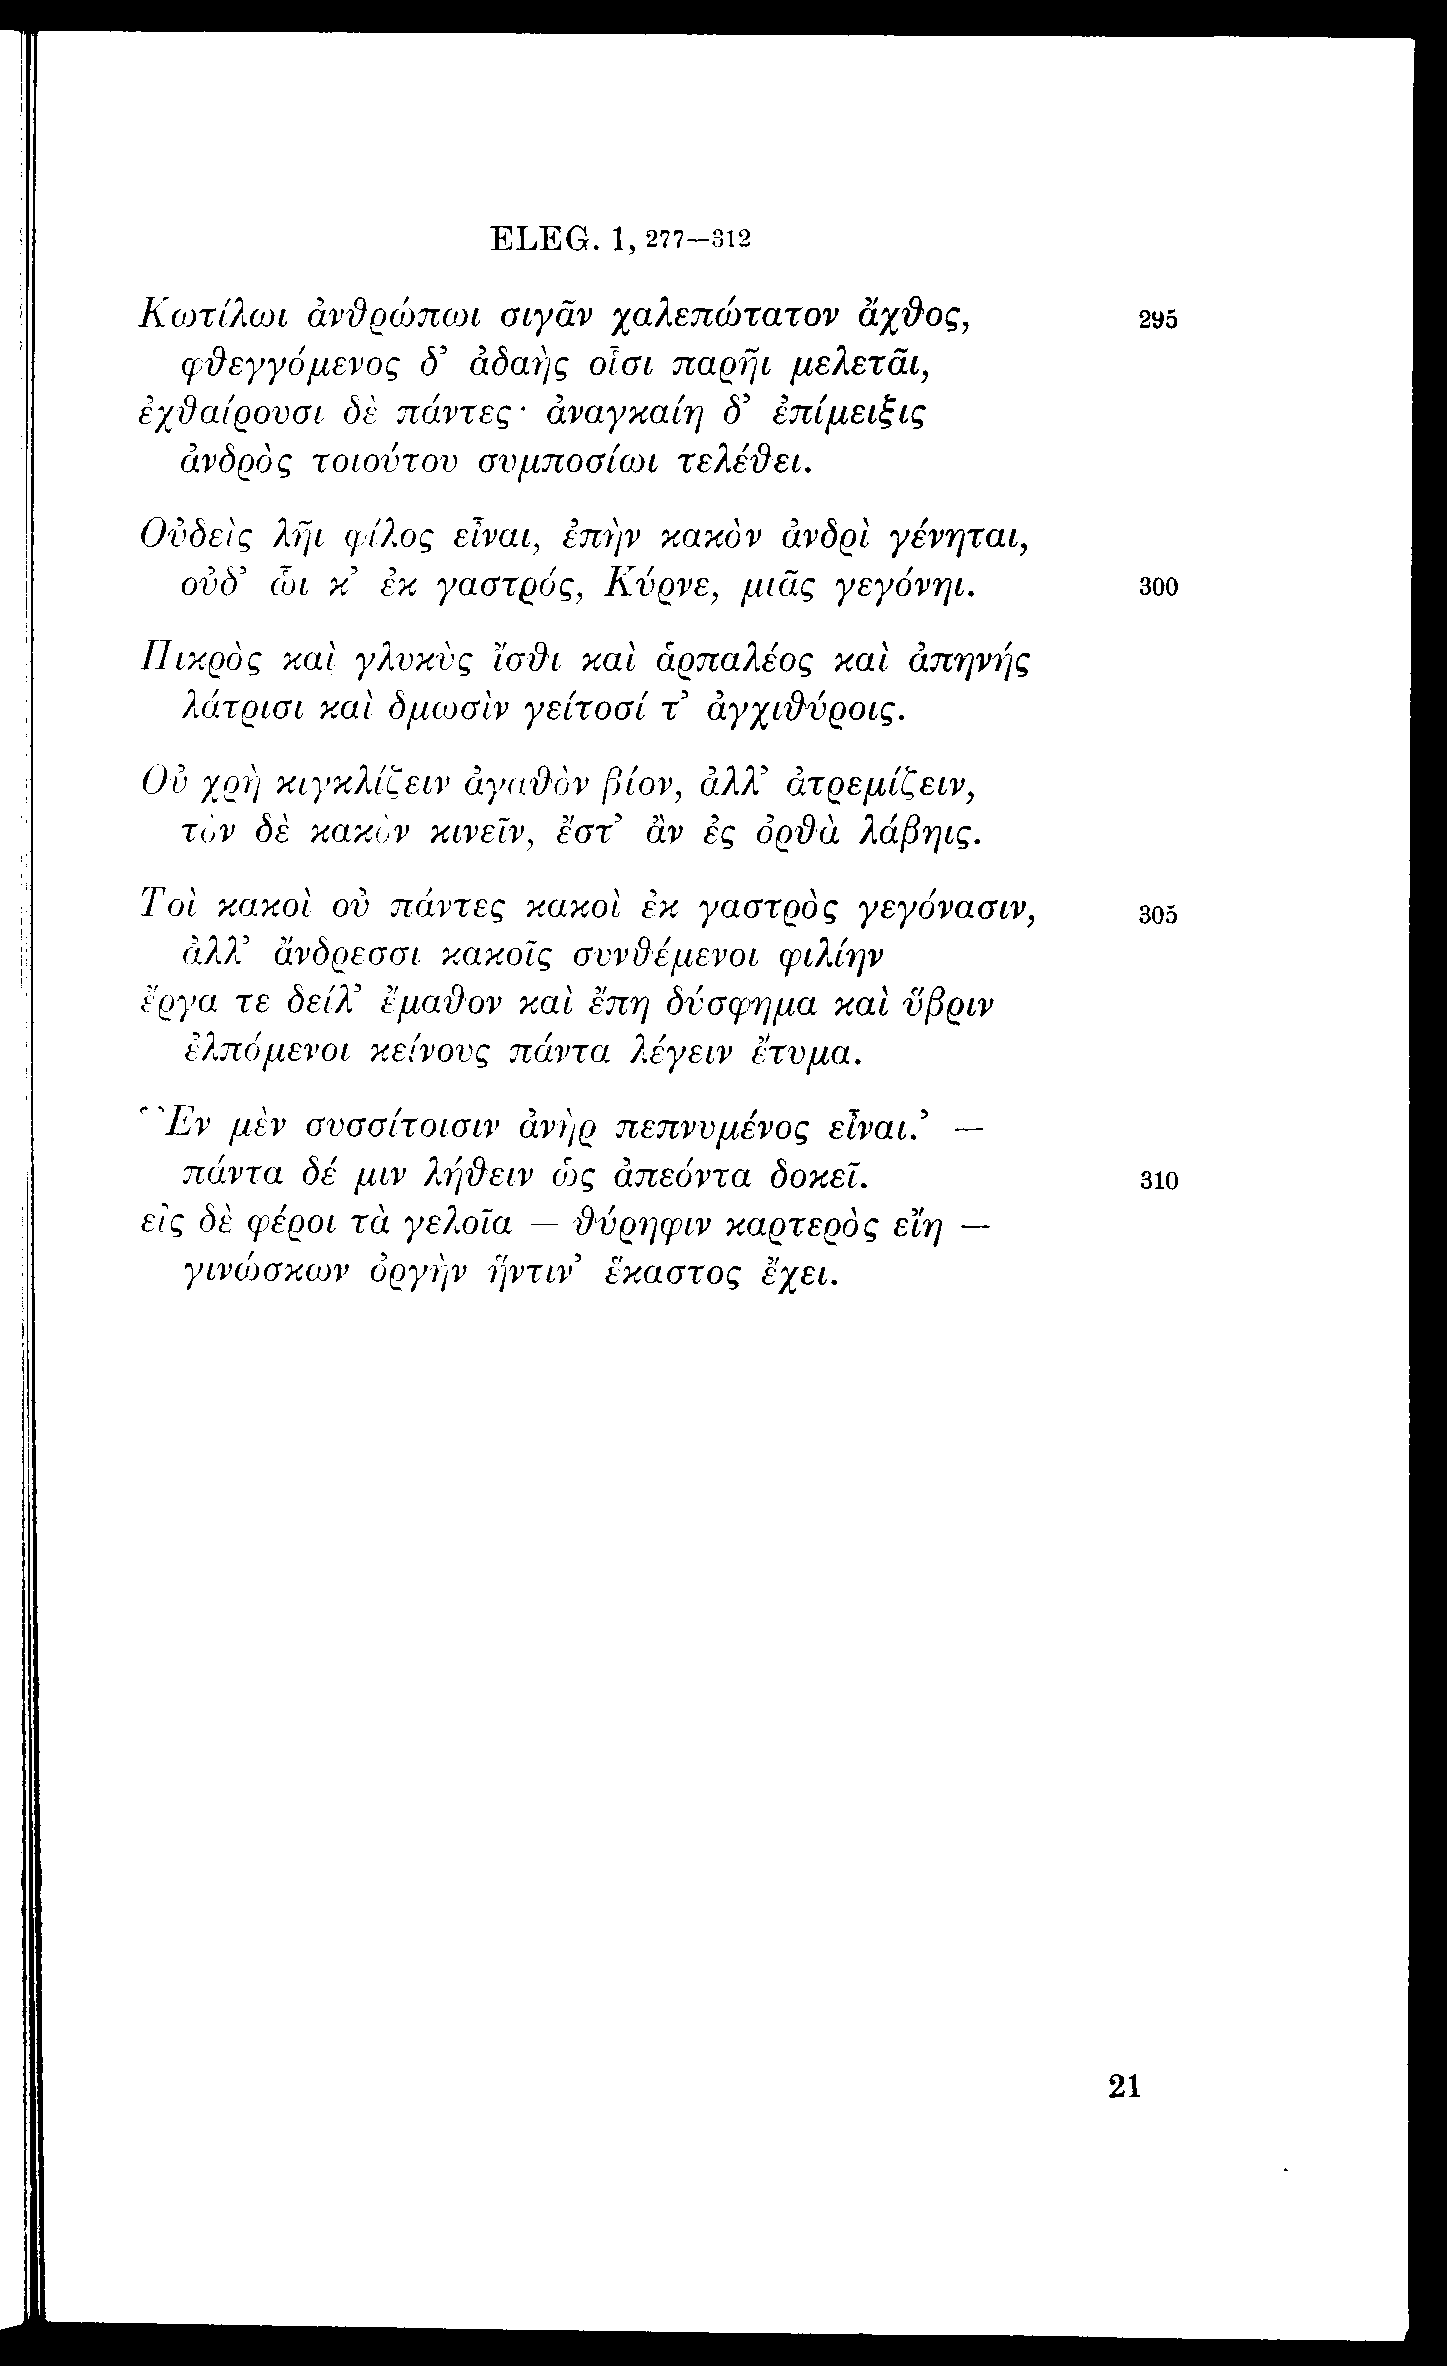 ELEG. 1, 277–312
Κωτίλωι ἀνθρώπωι σιγᾶν χαλεπώτατον ἄχθος, 295
φθεγγόμενος δ’ ἀδαὴς οἷσι παρῆι μελετᾶι,
ἐχθαίρουσι δὲ πάντες· ἀναγκαίη δ’ ἐπίμειξις
ἀνδρὸς τοιούτου συμποσίωι τελέθει.
Οὐδεὶς λῆι φίλος εἶναι, ἐπὴν κακὸν ἀνδρὶ γένηται,
οὐδ’ ὧι κ’ ἐκ γαστρός, Κύρνε, μιᾶς γεγόνηι. 300
Πικρὸς καὶ γλυκὺς ἴσθι καὶ ἁρπαλέος καὶ ἀπηνής
λάτρισι καὶ δμωσὶν γείτοσί τ’ ἀγχιθύροις.
Οὐ χρὴ κιγκλίζειν ἀγαθὸν βίον, ἀλλ’ ἀτρεμίζειν,
τὸν δὲ κακὸν κινεῖν, ἔστ’ ἂν ἐς ὀρθὰ λάβηις.
Τοὶ κακοὶ οὐ πάντες κακοὶ ἐκ γαστρὸς γεγόνασιν, 305
ἀλλ’ ἄνδρεσσι κακοῖς συνθέμενοι φιλίην
ἔργα τε δείλ’ ἔμαθον καὶ ἔπη δύσφημα καὶ ὕβριν
ἐλπόμενοι κείνους πάντα λέγειν ἔτυμα.
‘Ἐν μὲν συσσίτοισιν ἀνὴρ πεπνυμένος εἶναι.’ —
πάντα δέ μιν λήθειν ὡς ἀπεόντα δοκεῖ. 310
εἰς δὲ φέροι τὰ γελοῖα — θύρηφιν καρτερὸς εἴη —
γινώσκων ὀργὴν ἥντιν’ ἕκαστος ἔχει.
21